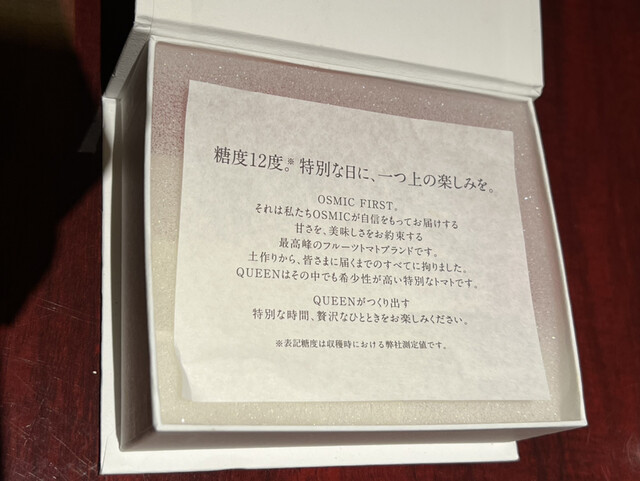 糖度12度※。特別な日に、一つ上の楽しみを。
OSMIC FIRST。
それは私たちOSMICが自信をもってお届けする
甘さを、美味しさをお約束する
最高峰のフルーツトマトブランドです。
土作りから、皆さまに届くまでのすべてに拘りました。
QUEENはその中でも希少性が高い特別なトマトです。
QUEENがつくり出す
特別な時間、贅沢なひとときをお楽しみください。
※表記糖度は収穫時における弊社測定値です。